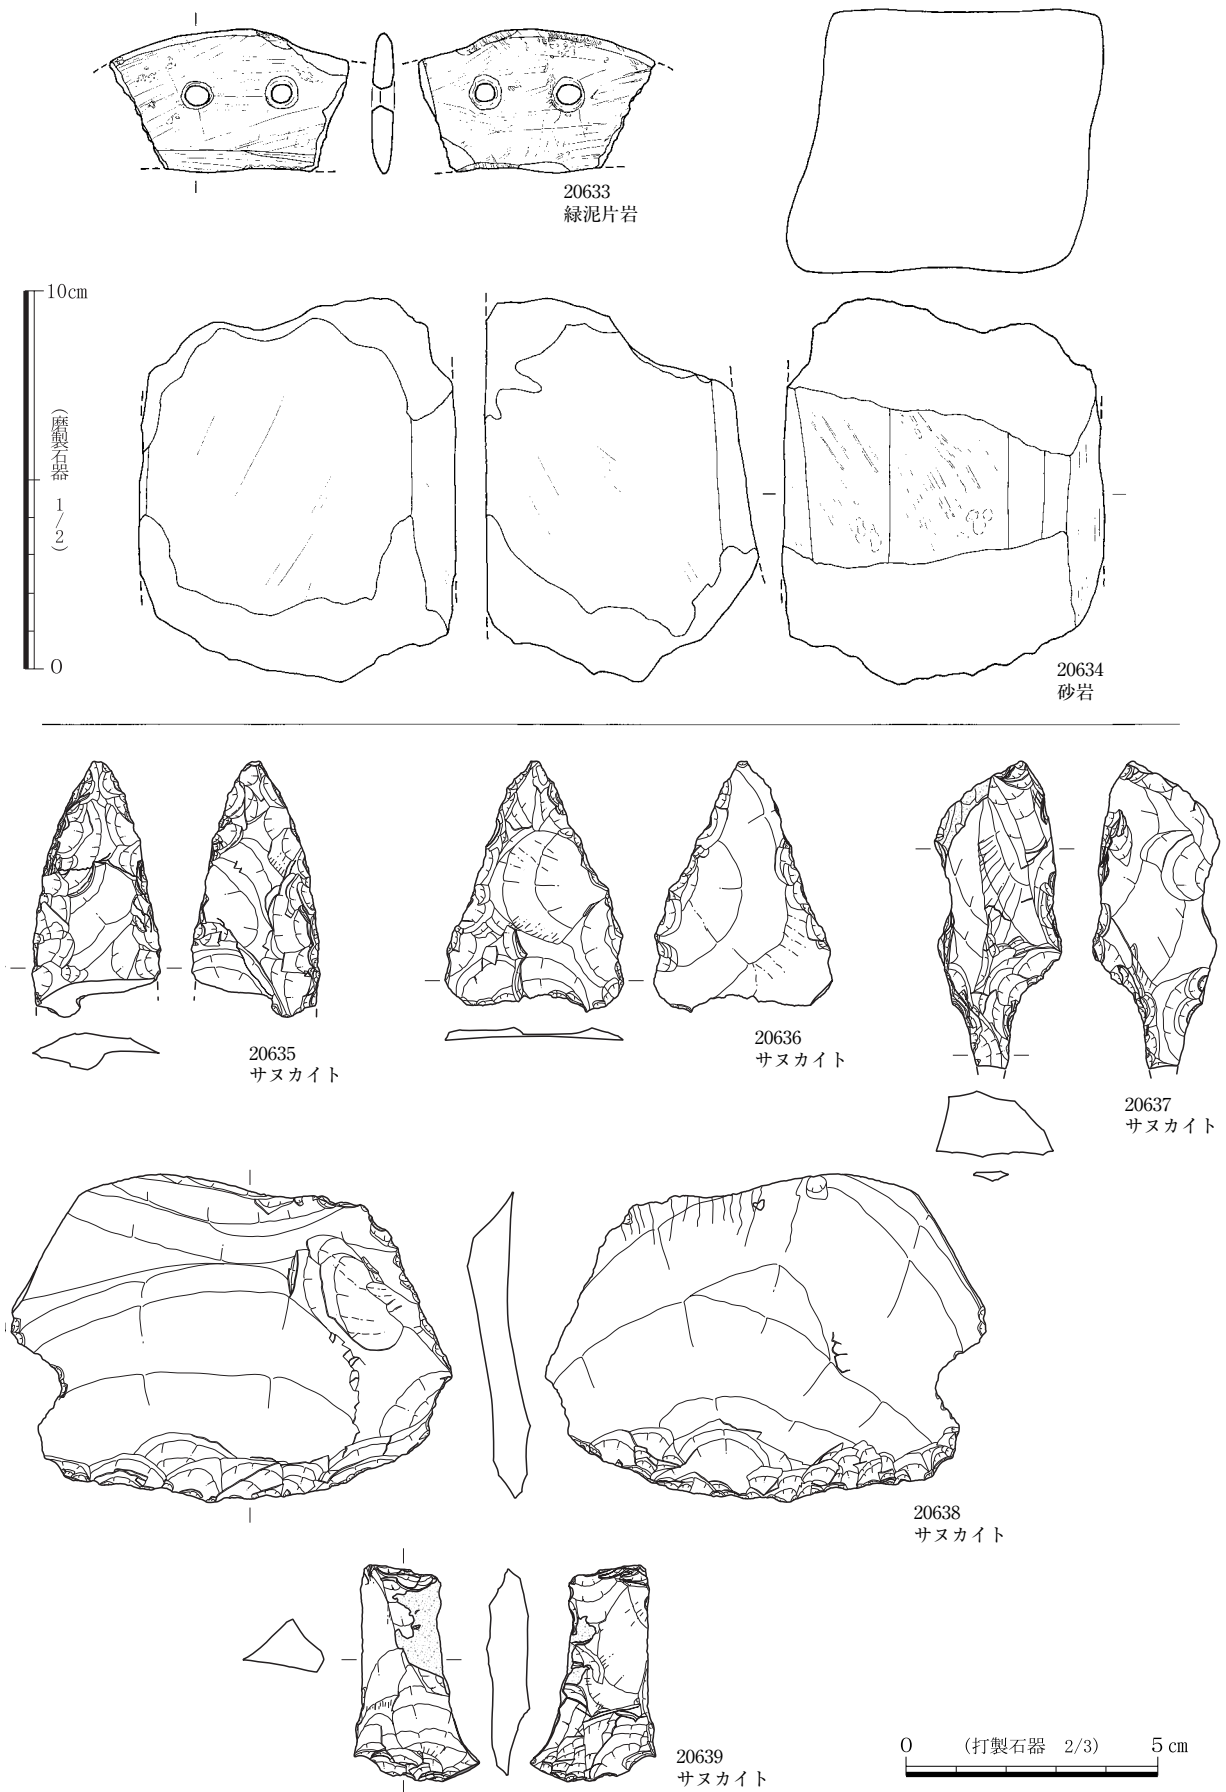 20633
緑泥片岩
10cm
(磨製石器 1/2)
0
20634
砂岩
20635
サヌカイト
20636
サヌカイト
20637
サヌカイト
20638
サヌカイト
20639
サヌカイト
0 (打製石器 2/3) 5 cm